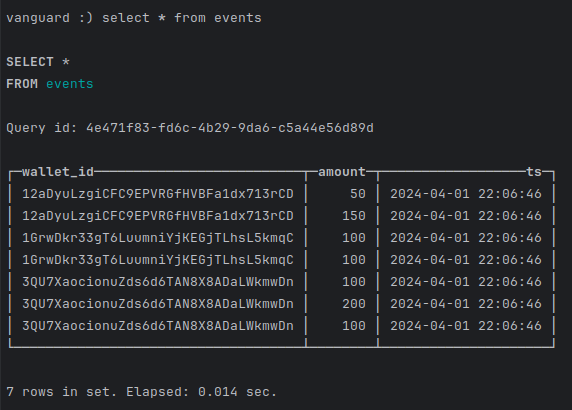 vanguard :) select * from events
SELECT *
FROM events
Query id: 4e471f83-fd6c-4b29-9da6-c5a44e56d89d
wallet_id amount ts
12aDyuLzgiCFC9EPVRGfHVBFa1dx713rCD 50 2024-04-01 22:06:46
12aDyuLzgiCFC9EPVRGfHVBFa1dx713rCD 150 2024-04-01 22:06:46
1GrwDkr33gT6LuumniYjKEGjTLhsL5kmqC 100 2024-04-01 22:06:46
1GrwDkr33gT6LuumniYjKEGjTLhsL5kmqC 100 2024-04-01 22:06:46
3QU7XaocionuZds6d6TAN8X8ADaLWkmwDn 100 2024-04-01 22:06:46
3QU7XaocionuZds6d6TAN8X8ADaLWkmwDn 200 2024-04-01 22:06:46
3QU7XaocionuZds6d6TAN8X8ADaLWkmwDn 100 2024-04-01 22:06:46
7 rows in set. Elapsed: 0.014 sec.